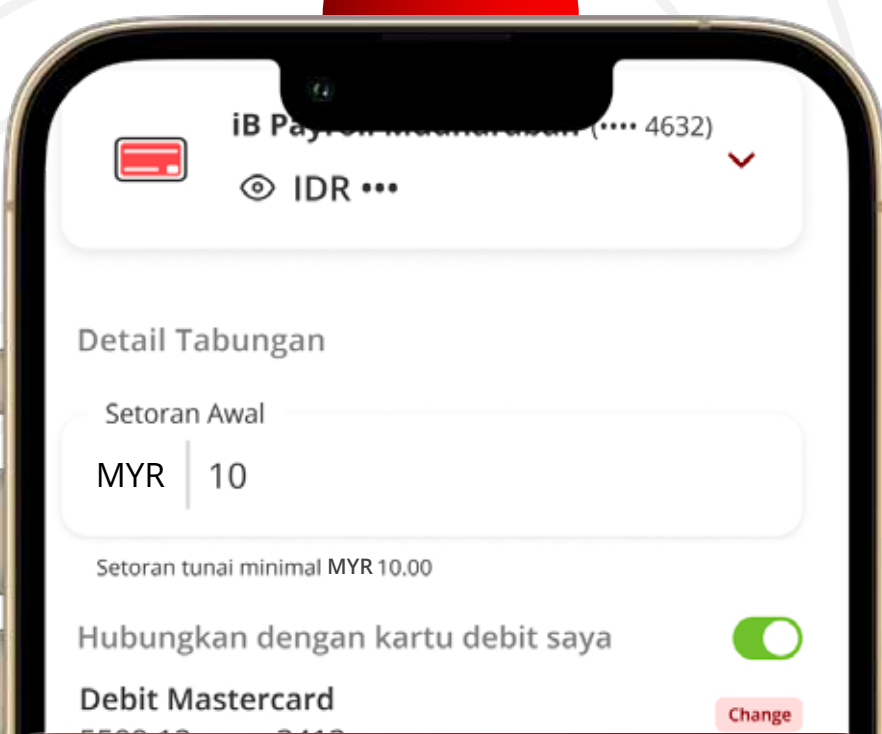 iB (•••• 4632)
IDR •••
Detail Tabungan
Setoran Awal
MYR 10
Setoran tunai minimal MYR 10.00
Hubungkan dengan kartu debit saya
Debit Mastercard
Change